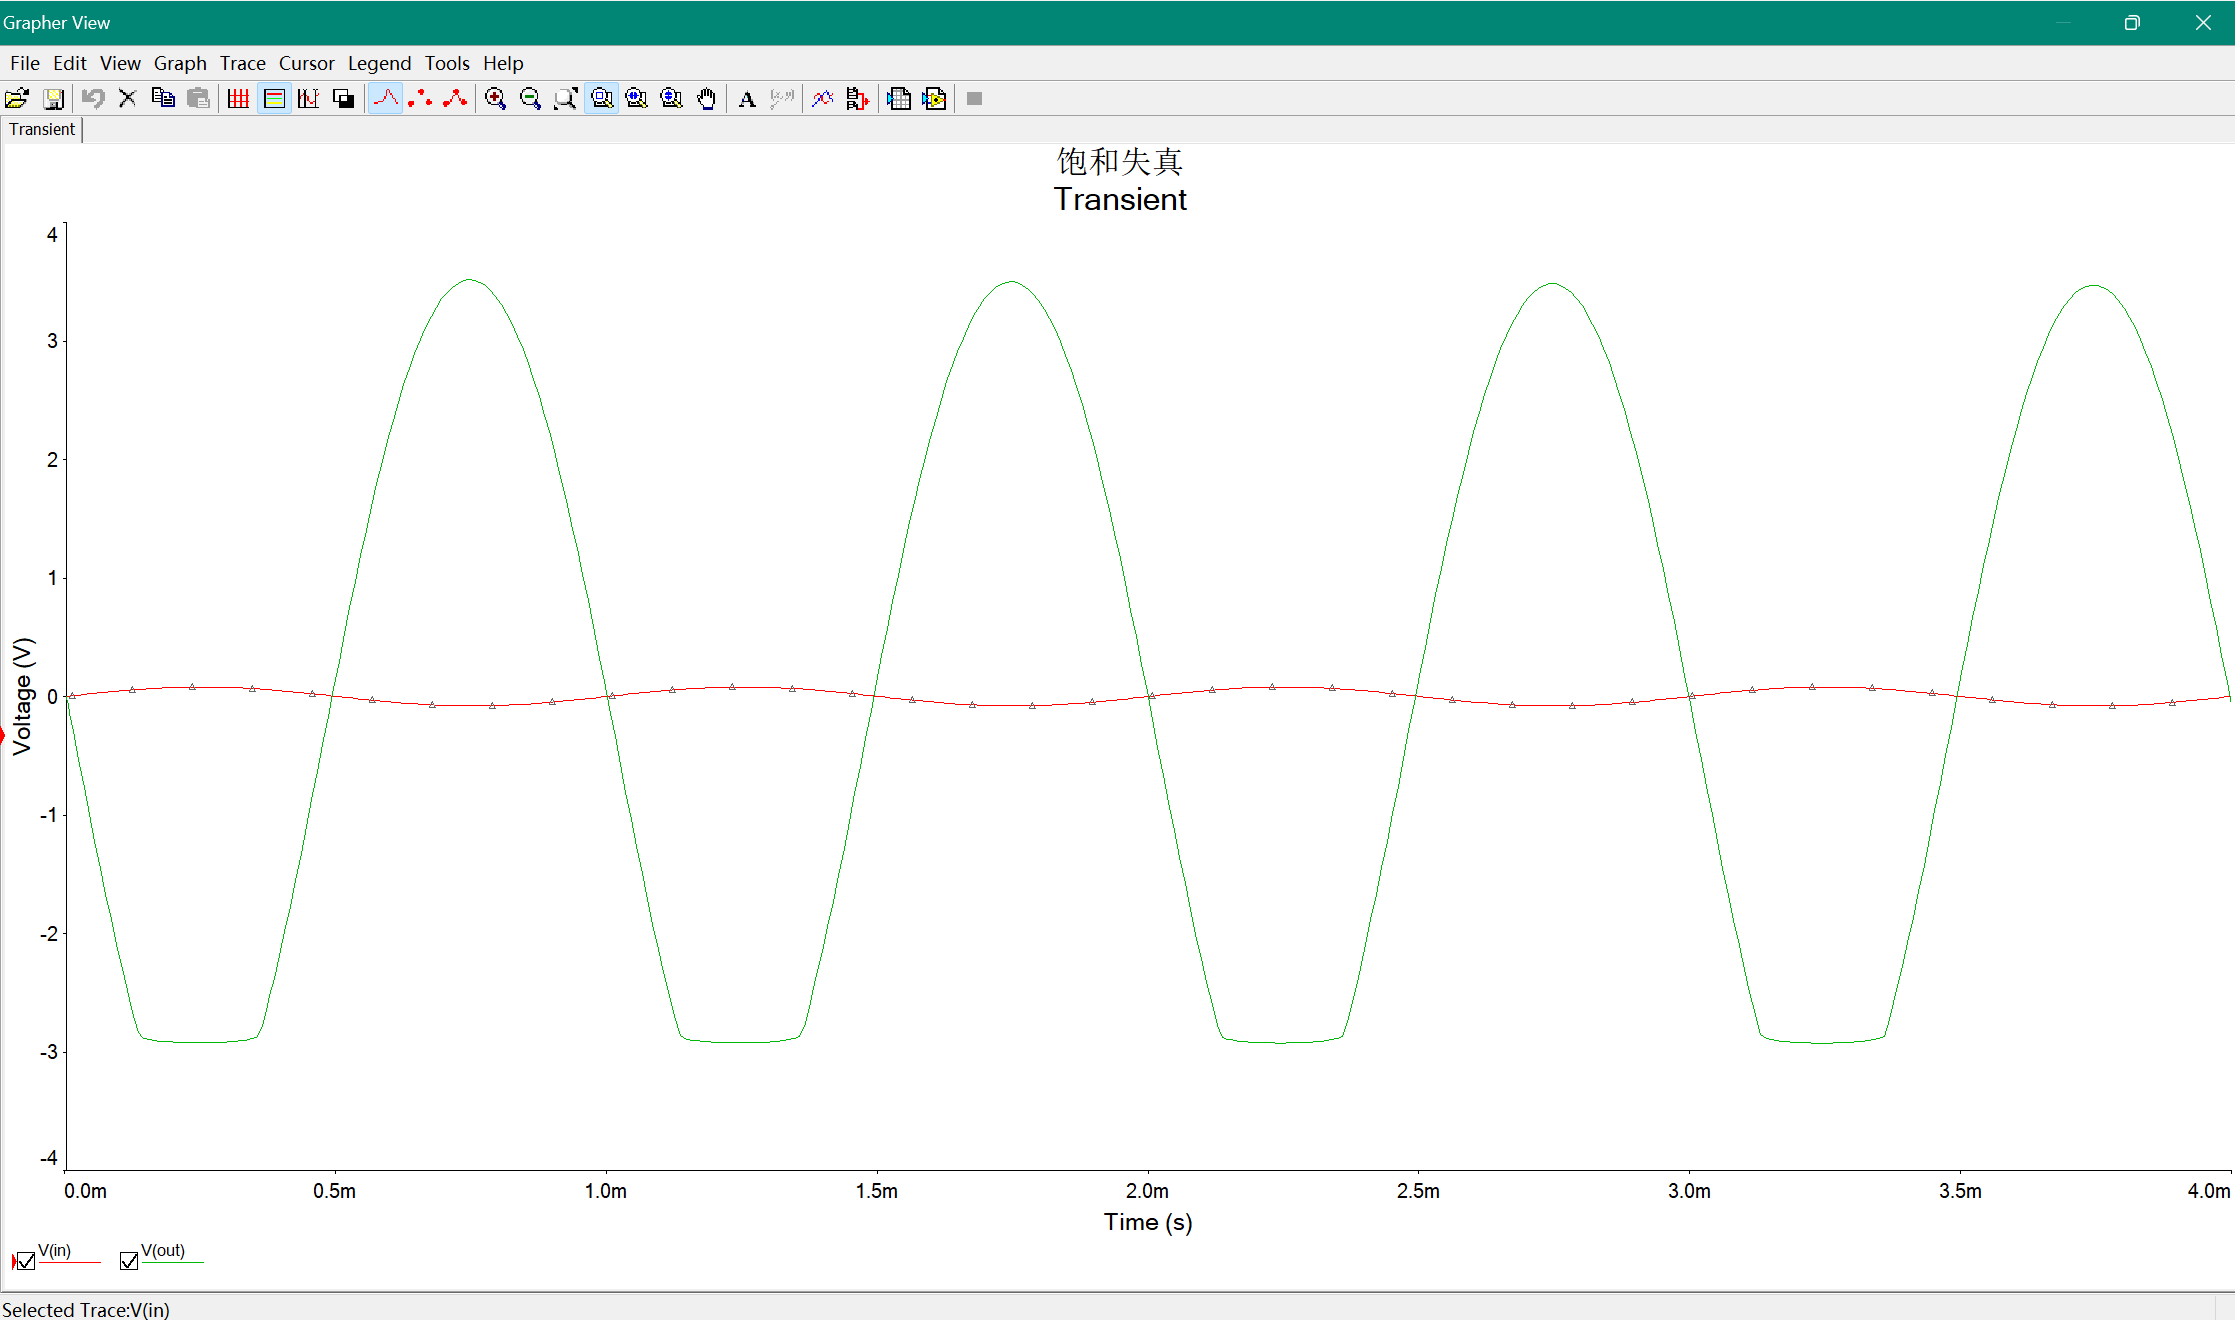 Grapher View
File Edit View Graph Trace Cursor Legend Tools Help
Transient
饱和失真
Transient
4
3
2
1
0
-1
-2
-3
-4
Voltage (V)
0.0m 0.5m 1.0m 1.5m 2.0m 2.5m 3.0m 3.5m 4.0m
Time (s)
V(in) V(out)
Selected Trace:V(in)